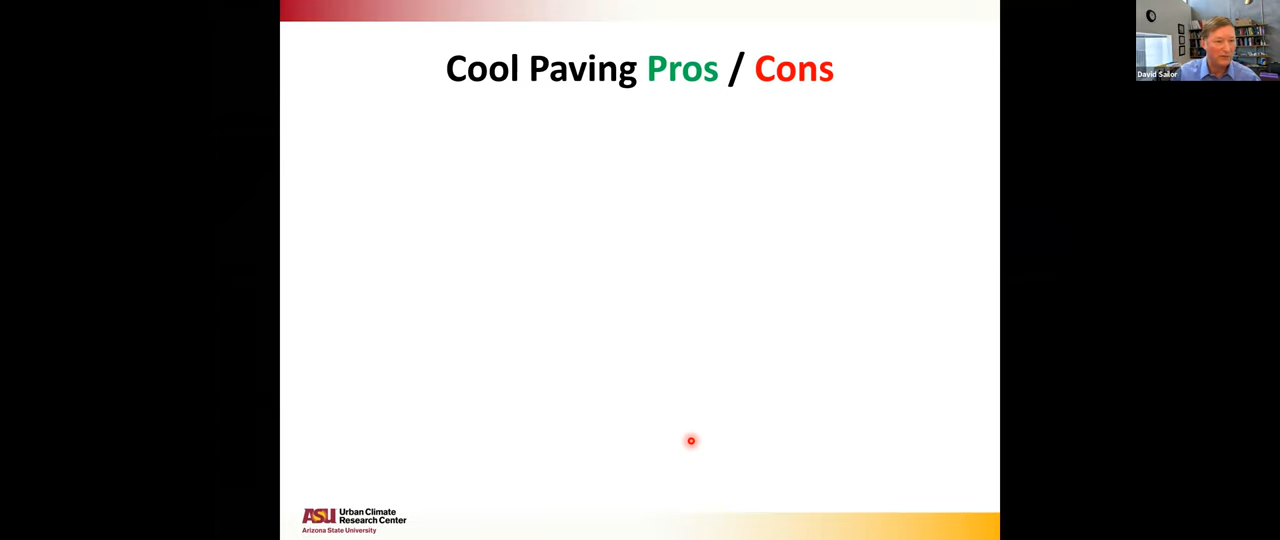 Cool Paving Pros / Cons
David Sailor
ASU Urban Climate
Research Center
Arizona State University